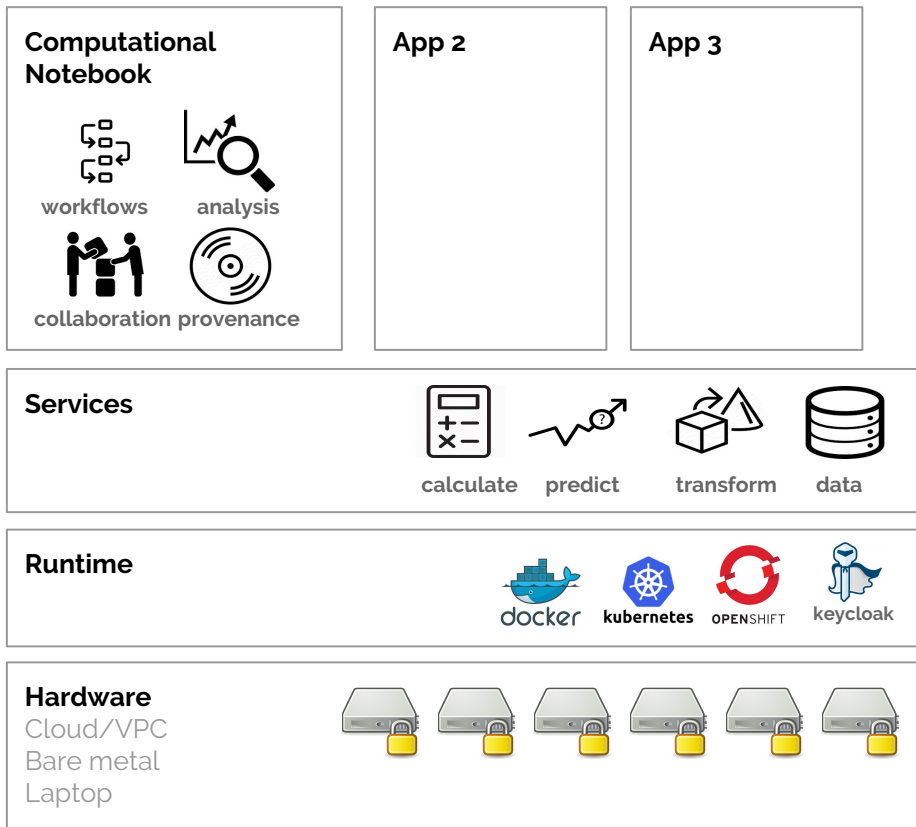 Computational
Notebook
workflows
analysis
collaboration
provenance
App 2
App 3
Services
calculate
predict
?
transform
data
Runtime
docker
kubernetes
OPENSHIFT
keycloak
Hardware
Cloud/VPC
Bare metal
Laptop